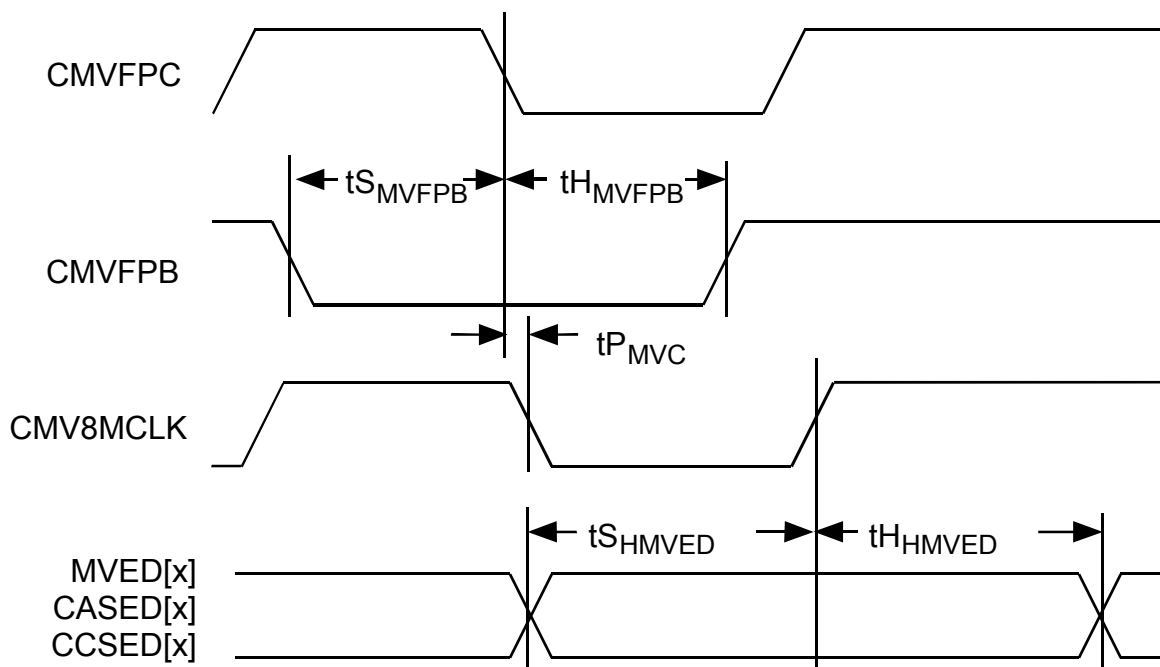 CMVFPC
tSMVFPB tHMVFPB
CMVFPB
tPMVC
CMV8MCLK
tSHMVED tHHMVED
MVED[x]
CASED[x]
CCSED[x]